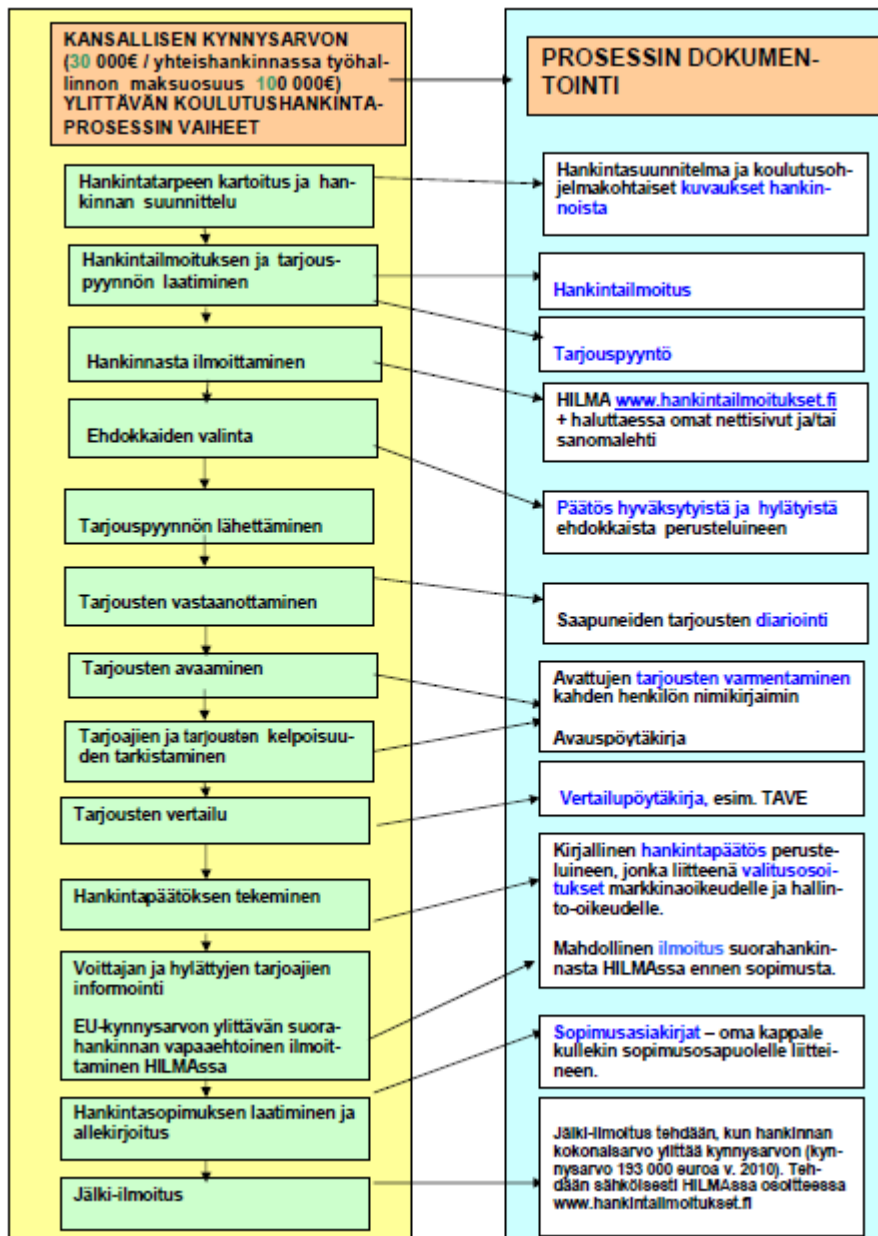 KANSALLISEN KYNNYSARVON
(30 000€ / yhteishankinnassa työhal-
linnon maksuosuus 100 000€)
YLITTÄVÄN KOULUTUSHANKINTA-
PROSESSIN VAIHEET
Hankintatarpeen kartoitus ja han-
kinnan suunnittelu
Hankintailmoituksen ja tarjous-
pyynnön laatiminen
Hankinnasta ilmoittaminen
Ehdokkaiden valinta
Tarjouspyynnön lähettäminen
Tarjousten vastaanottaminen
Tarjousten avaaminen
Tarjoajien ja tarjousten kelpoisuu-
den tarkistaminen
Tarjousten vertailu
Hankintapäätöksen tekeminen
Voittajan ja hylättyjen tarjoajien
informointi
EU-kynnysarvon ylittävän suora-
hankinnan vapaaehtoinen ilmoit-
taminen HILMAssa
Hankintasopimuksen laatiminen ja
allekirjoitus
Jälki-ilmoitus
PROSESSIN DOKUMEN-
TOINTI
Hankintasuunnitelma ja koulutusoh-
jelmakohtaiset kuvaukset hankin-
noista
Hankintailmoitus
Tarjouspyyntö
HILMA www.hankintailmoitukset.fi
+ haluttaessa omat nettisivut ja/tai
sanomalehti
Päätös hyväksytyistä ja hylätyistä
ehdokkaista perusteluineen
Saapuneiden tarjousten diariointi
Avattujen tarjousten varmentaminen
kahden henkilön nimikirjaimin
Avauspöytäkirja
Vertailupöytäkirja, esim. TAVE
Kirjallinen hankintapäätös peruste-
luineen, jonka liitteenä valitusosoi-
tukset markkinaoikeudelle ja hallin-
to-oikeudelle.
Mahdollinen ilmoitus suorahankin-
nasta HILMAssa ennen sopimusta.
Sopimusasiakirjat – oma kappale
kullekin sopimusosapuolelle liittei-
neen.
Jälki-ilmoitus tehdään, kun hankinnan
kokonaisarvo ylittää kynnysarvon (kyn-
nysarvo 193 000 euroa v. 2010). Teh-
dään sähköisesti HILMAssa osoitteessa
www.hankintailmoitukset.fi